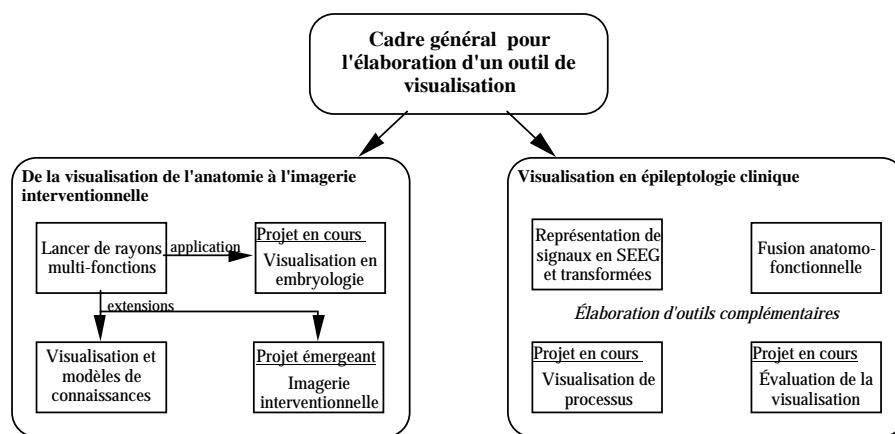 Cadre général pour
l'élaboration d'un outil de
visualisation
De la visualisation de l'anatomie à l'imagerie
interventionnelle
Lancer de rayons
multi-fonctions
application
Projet en cours
Visualisation en
embryologie
extensions
Visualisation et
modèles de
connaissances
Projet émergeant
Imagerie
interventionnelle
Visualisation en épileptologie clinique
Représentation de
signaux en SEEG
et transformées
Fusion anatomo-
fonctionnelle
Élaboration d'outils complémentaires
Projet en cours
Visualisation de
processus
Projet en cours
Évaluation de la
visualisation